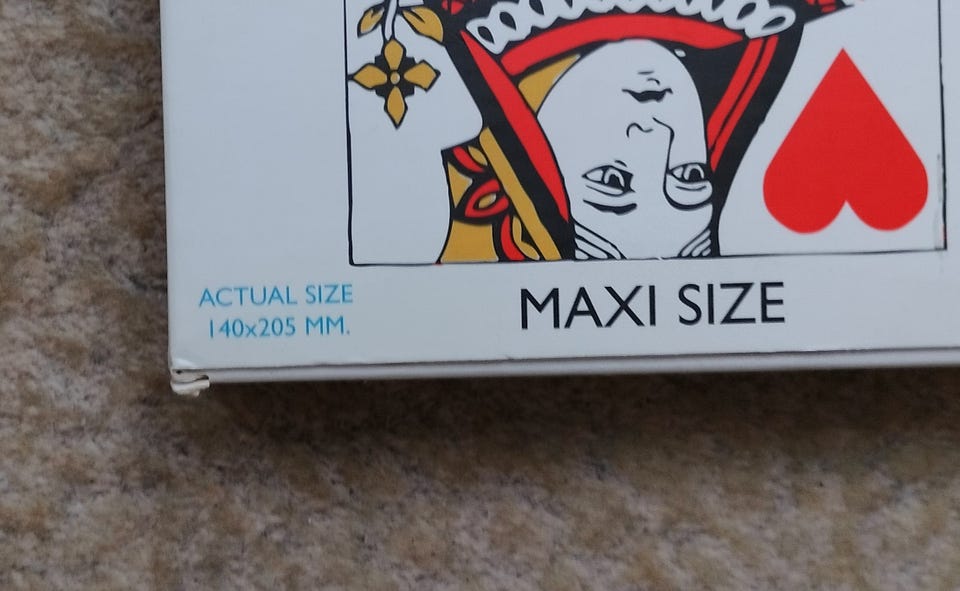 ACTUAL SIZE
140x205 MM.
MAXI SIZE